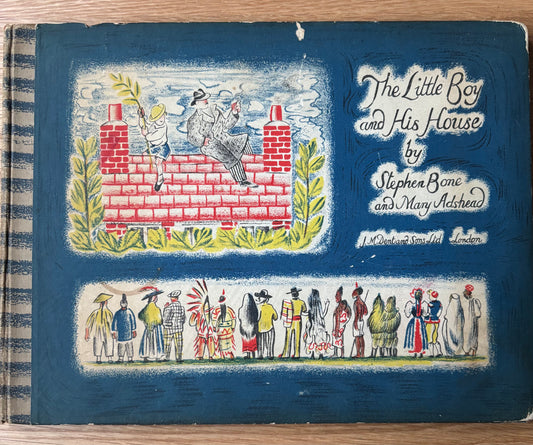 The Little Boy
and His House
by
Stephen Bone
and Mary Adshead
J.M.Dent and Sons Ltd London